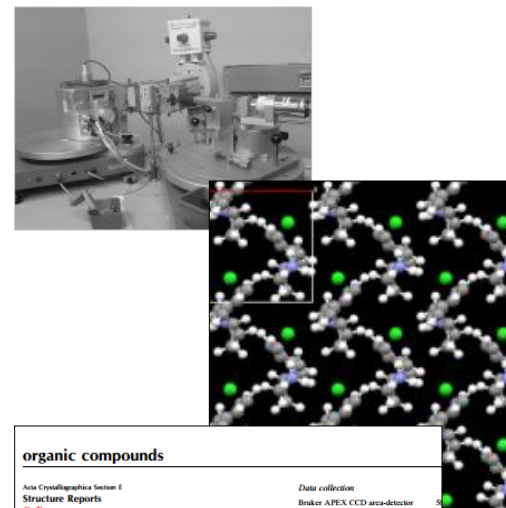 organic compounds
Acta Crystallographica Section E
Structure Reports
Data collection
Bruker APEX CCD area-detector